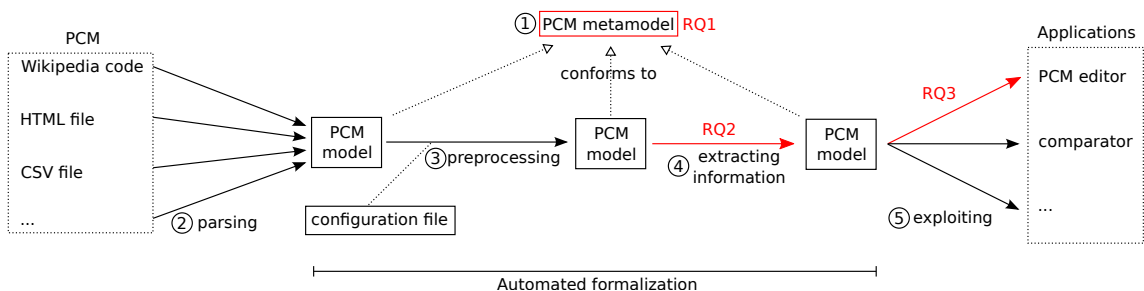 PCM
Wikipedia code
HTML file
CSV file
...
② parsing
PCM
model
③ preprocessing
configuration file
① PCM metamodel RQ1
conforms to
PCM
model
RQ2
④ extracting
information
PCM
model
RQ3
⑤ exploiting
Applications
PCM editor
comparator
...
Automated formalization